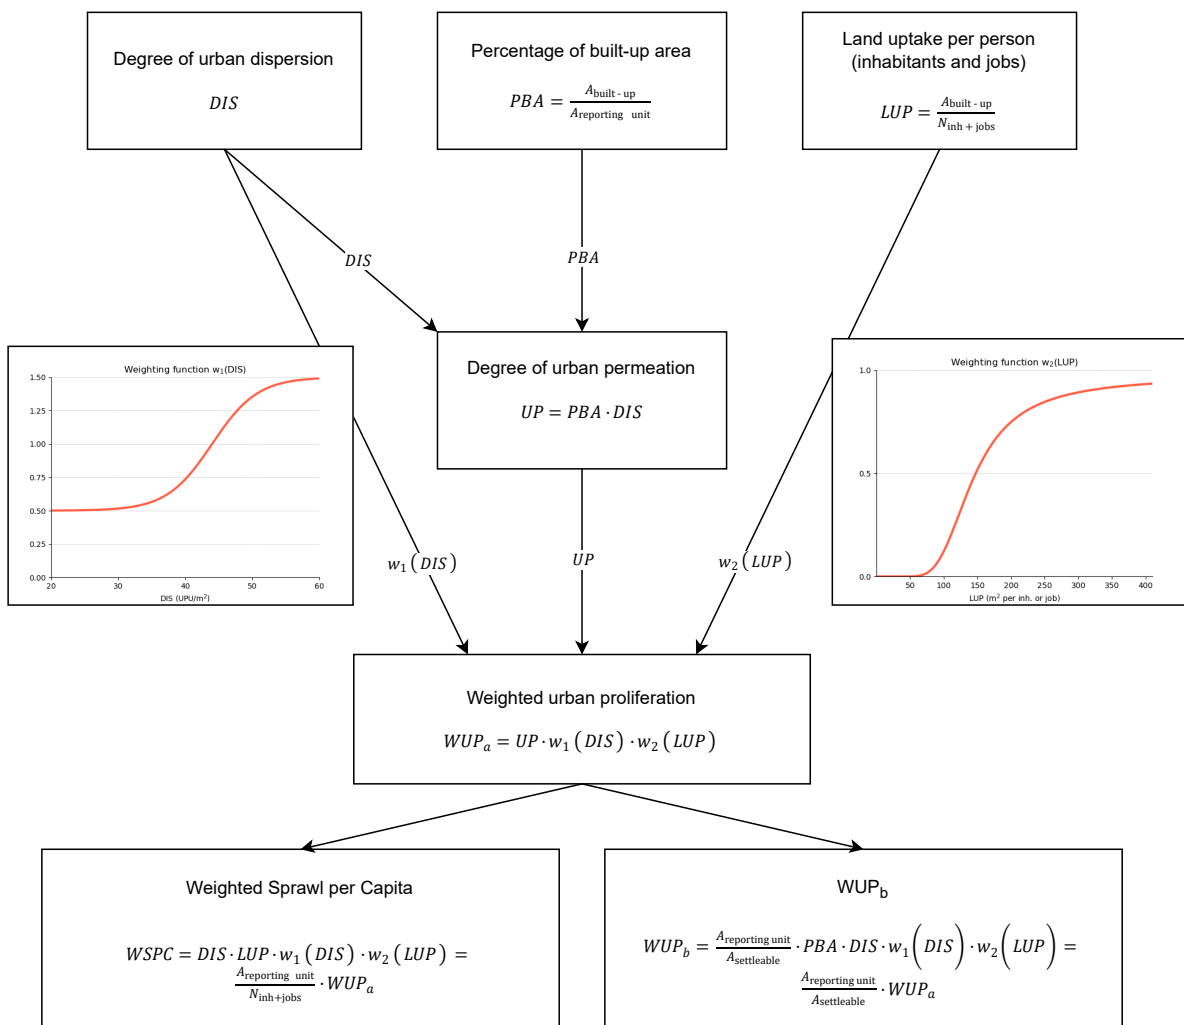 Degree of urban dispersion
DIS
Percentage of built-up area
PBA = A_built-up / A_reporting unit
Land uptake per person
(inhabitants and jobs)
LUP = A_built-up / N_inh + jobs
DIS
PBA
Degree of urban permeation
UP = PBA · DIS
Weighting function w₁(DIS)
1.50
1.25
1.00
0.75
0.50
0.25
0.00
20
30
40
50
60
DIS (UPU/m²)
Weighting function w₂(LUP)
1.0
0.5
0.0
50
100
150
200
250
300
350
400
LUP (m² per inh. or job)
w₁(DIS)
UP
w₂(LUP)
Weighted urban proliferation
WUPₐ = UP · w₁(DIS) · w₂(LUP)
Weighted Sprawl per Capita
WSPC = DIS · LUP · w₁(DIS) · w₂(LUP) =
A_reporting unit / N_inh+jobs · WUPₐ
WUP_b
WUP_b = A_reporting unit / A_settleable · PBA · DIS · w₁(DIS) · w₂(LUP) =
A_reporting unit / A_settleable · WUPₐ